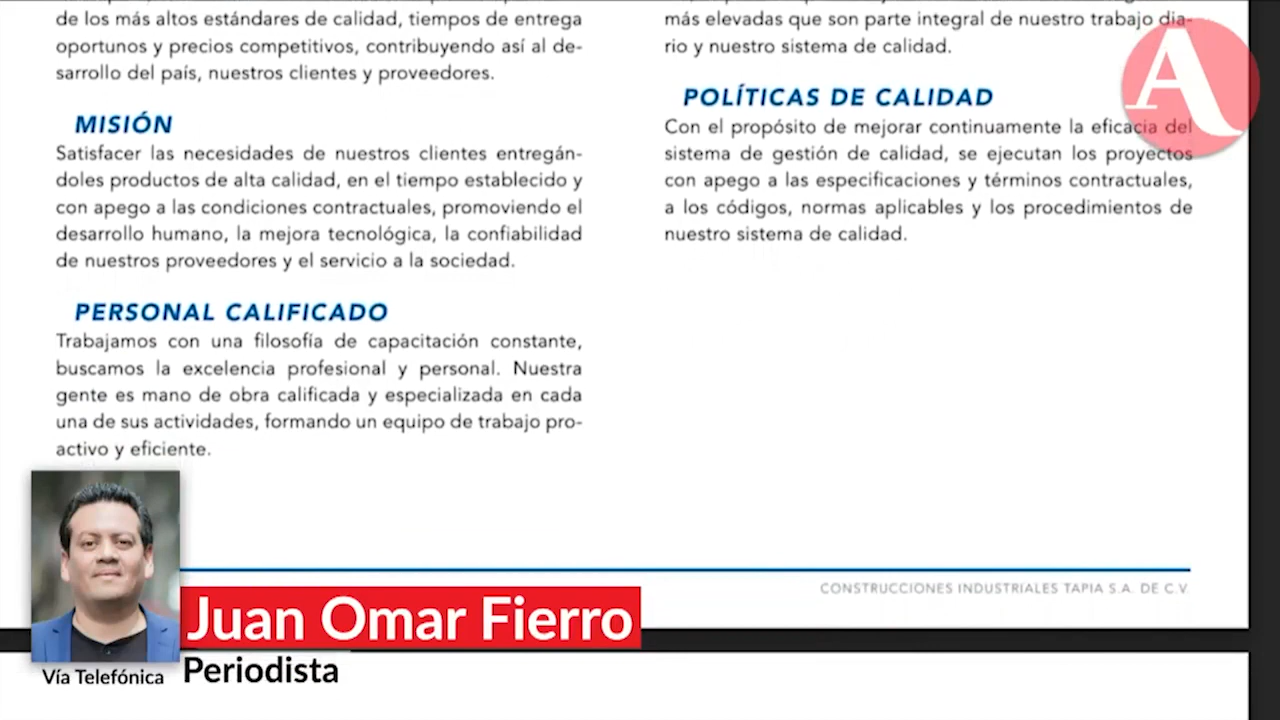 de los más altos estándares de calidad, tiempos de entrega
oportunos y precios competitivos, contribuyendo así al de-
sarrollo del país, nuestros clientes y proveedores.
MISIÓN
Satisfacer las necesidades de nuestros clientes entregán-
doles productos de alta calidad, en el tiempo establecido y
con apego a las condiciones contractuales, promoviendo el
desarrollo humano, la mejora tecnológica, la confiabilidad
de nuestros proveedores y el servicio a la sociedad.
PERSONAL CALIFICADO
Trabajamos con una filosofía de capacitación constante,
buscamos la excelencia profesional y personal. Nuestra
gente es mano de obra calificada y especializada en cada
una de sus actividades, formando un equipo de trabajo pro-
activo y eficiente.
más elevadas que son parte integral de nuestro trabajo dia-
rio y nuestro sistema de calidad.
POLÍTICAS DE CALIDAD
Con el propósito de mejorar continuamente la eficacia del
sistema de gestión de calidad, se ejecutan los proyectos
con apego a las especificaciones y términos contractuales,
a los códigos, normas aplicables y los procedimientos de
nuestro sistema de calidad.
A
CONSTRUCCIONES INDUSTRIALES TAPIA S.A. DE C.V.
Juan Omar Fierro
Periodista
Vía Telefónica